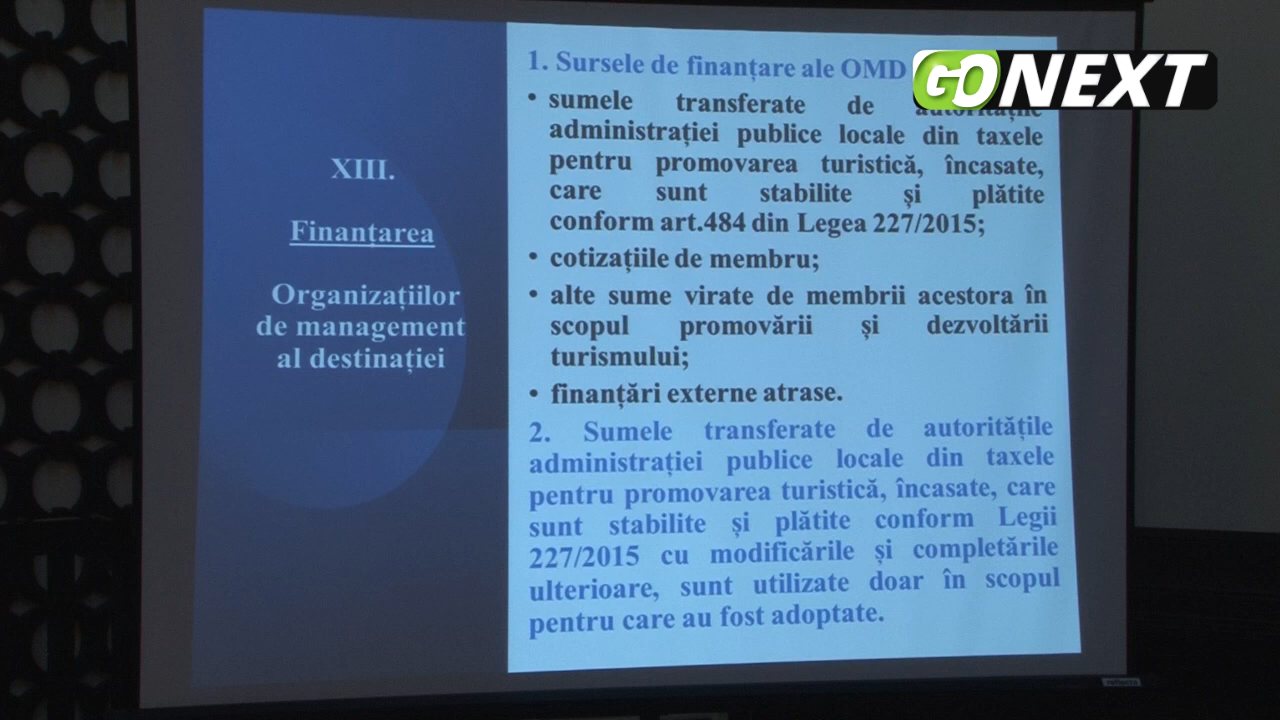 XIII.
Finanțarea
Organizațiilor
de management
al destinației
1. Sursele de finanțare ale OMD
• sumele transferate de autoritățile
administrației publice locale din taxele
pentru promovarea turistică, încasate,
care sunt stabilite și plătite
conform art.484 din Legea 227/2015;
• cotizațiile de membru;
• alte sume virate de membrii acestora în
scopul promovării și dezvoltării
turismului;
• finanțări externe atrase.
2. Sumele transferate de autoritățile
administrației publice locale din taxele
pentru promovarea turistică, încasate, care
sunt stabilite și plătite conform Legii
227/2015 cu modificările și completările
ulterioare, sunt utilizate doar în scopul
pentru care au fost adoptate.
GO NEXT